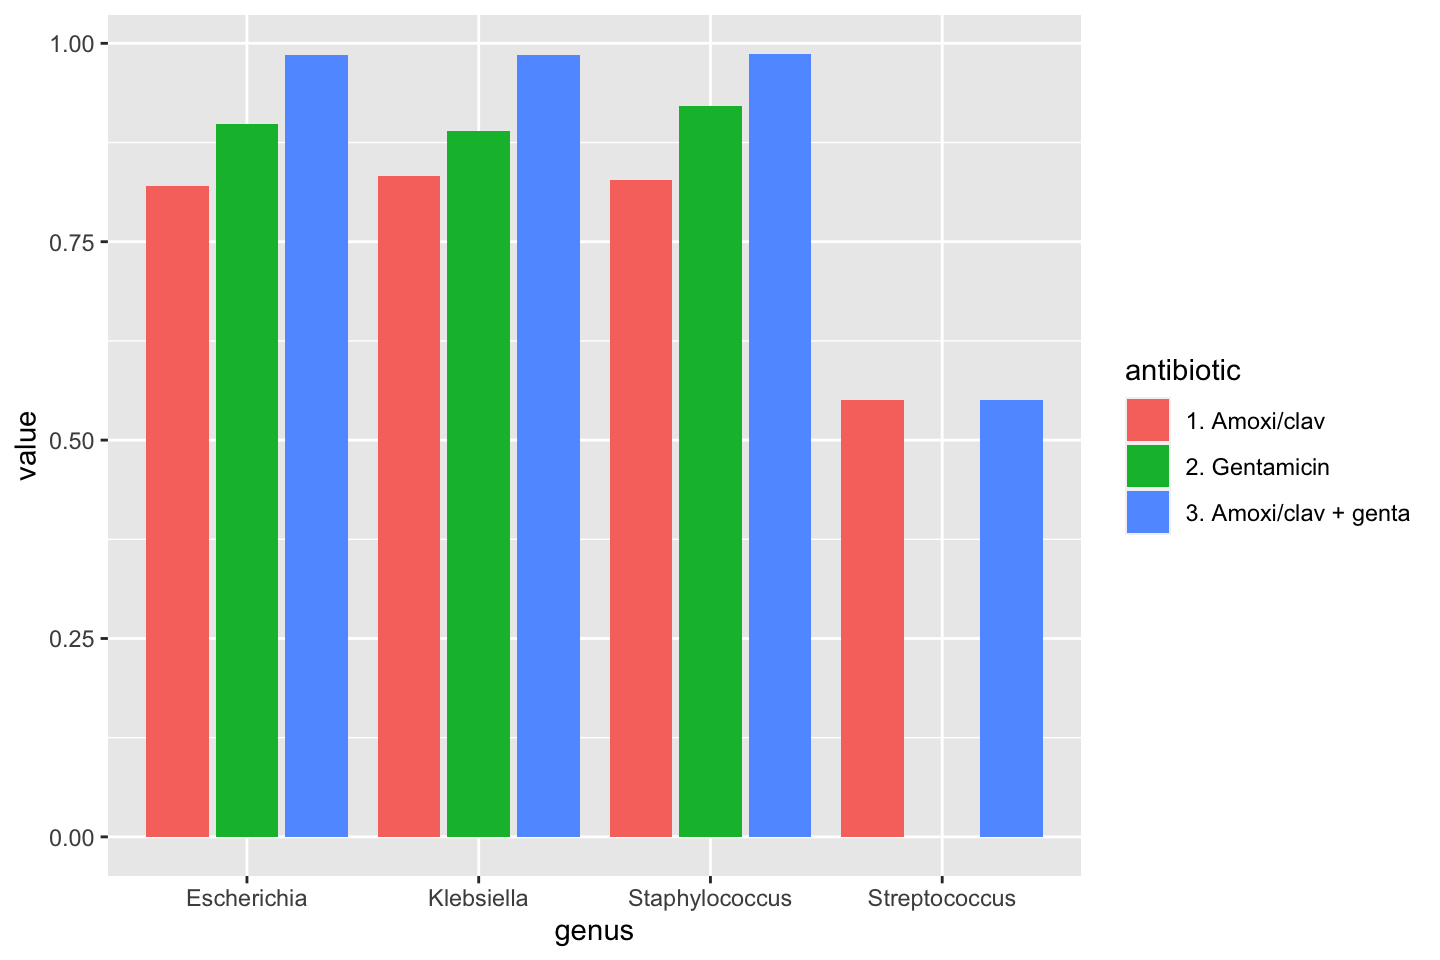 1.00
0.75
0.50
0.25
0.00
value
Escherichia Klebsiella Staphylococcus Streptococcus
genus
antibiotic
1. Amoxi/clav
2. Gentamicin
3. Amoxi/clav + genta